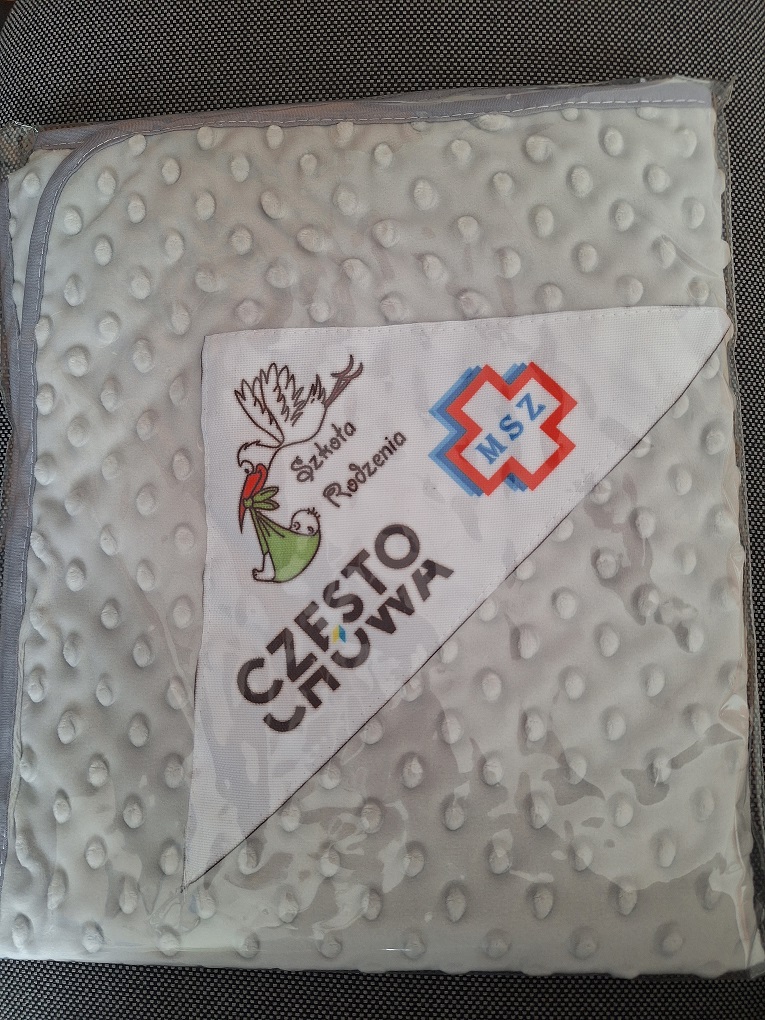 Szkoła
Rodzenia
MSZ
CZĘSTO
CHOWA